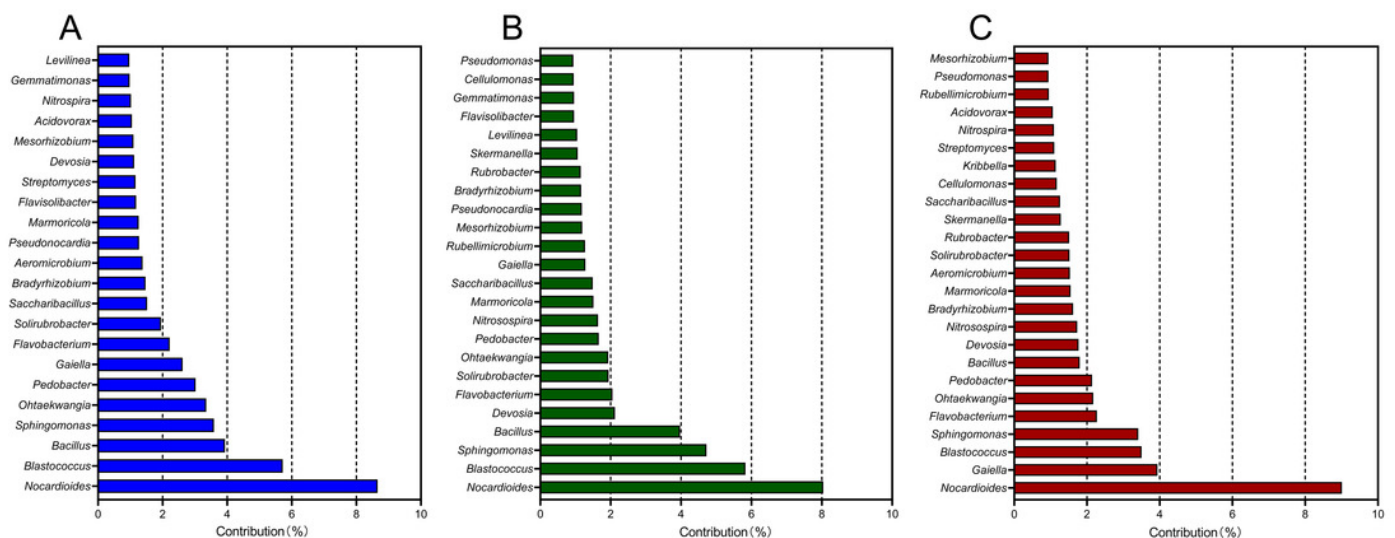 A
Levilinea
Gemmatimonas
Nitrospira
Acidovorax
Mesorhizobium
Devosia
Streptomyces
Flavisolibacter
Marmoricola
Pseudonocardia
Aeromicrobium
Bradyrhizobium
Saccharibacillus
Solirubrobacter
Flavobacterium
Gaiella
Pedobacter
Ohtaekwangia
Sphingomonas
Bacillus
Blastococcus
Nocardioides
0 2 4 6 8 10
Contribution(%)
B
Pseudomonas
Cellulomonas
Gemmatimonas
Flavisolibacter
Levilinea
Skermanella
Rubrobacter
Bradyrhizobium
Pseudonocardia
Mesorhizobium
Rubellimicrobium
Gaiella
Saccharibacillus
Marmoricola
Nitrosospira
Pedobacter
Ohtaekwangia
Solirubrobacter
Flavobacterium
Devosia
Bacillus
Sphingomonas
Blastococcus
Nocardioides
0 2 4 6 8 10
Contribution(%)
C
Mesorhizobium
Pseudomonas
Rubellimicrobium
Acidovorax
Nitrospira
Streptomyces
Kribbella
Cellulomonas
Saccharibacillus
Skermanella
Rubrobacter
Solirubrobacter
Aeromicrobium
Marmoricola
Bradyrhizobium
Nitrosospira
Devosia
Bacillus
Pedobacter
Ohtaekwangia
Flavobacterium
Sphingomonas
Blastococcus
Gaiella
Nocardioides
0 2 4 6 8 10
Contribution(%)